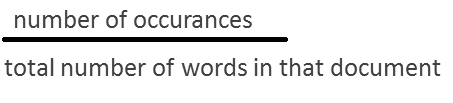 number of occurances
total number of words in that document